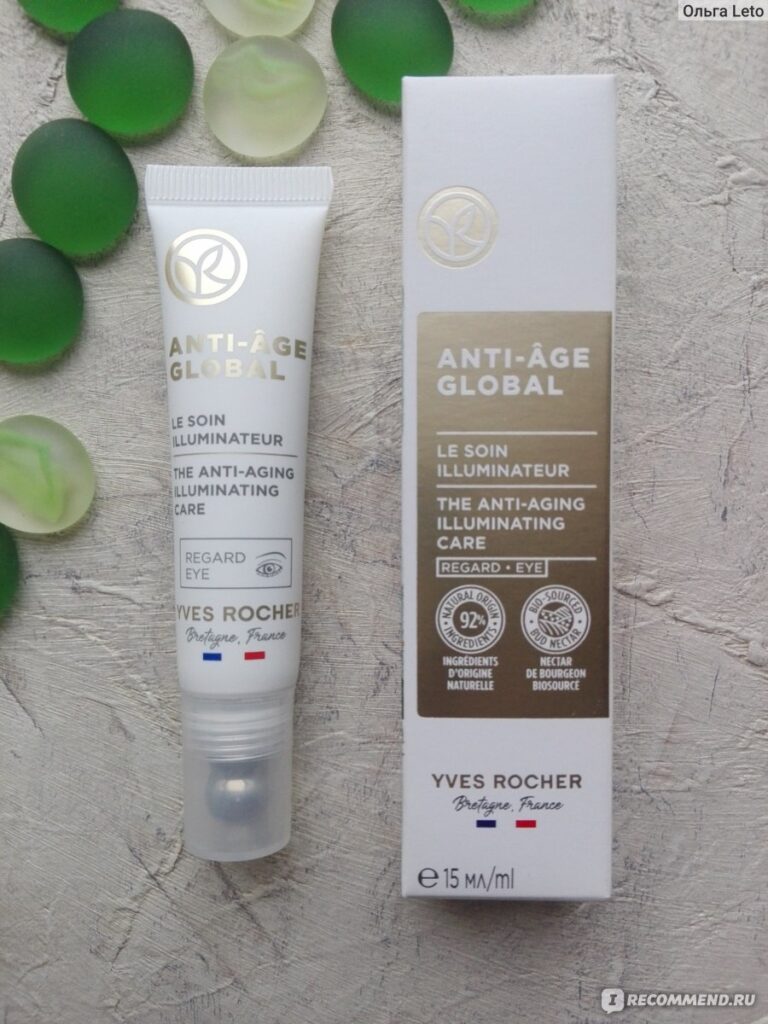 Ольга Leto
ANTI-ÂGE
GLOBAL
LE SOIN
ILLUMINATEUR
THE ANTI-AGING
ILLUMINATING
CARE
REGARD
EYE
YVES ROCHER
Bretagne, France
ANTI-ÂGE
GLOBAL
LE SOIN
ILLUMINATEUR
THE ANTI-AGING
ILLUMINATING
CARE
REGARD • EYE
NATURAL ORIGIN
92%
INGREDIENTS
INGRÉDIENTS
D'ORIGINE
NATURELLE
BIO-SOURCED
BUD NECTAR
NECTAR
DE BOURGEON
BIOSOURCÉ
YVES ROCHER
Bretagne, France
e 15 мл/ml
IRECOMMEND.RU